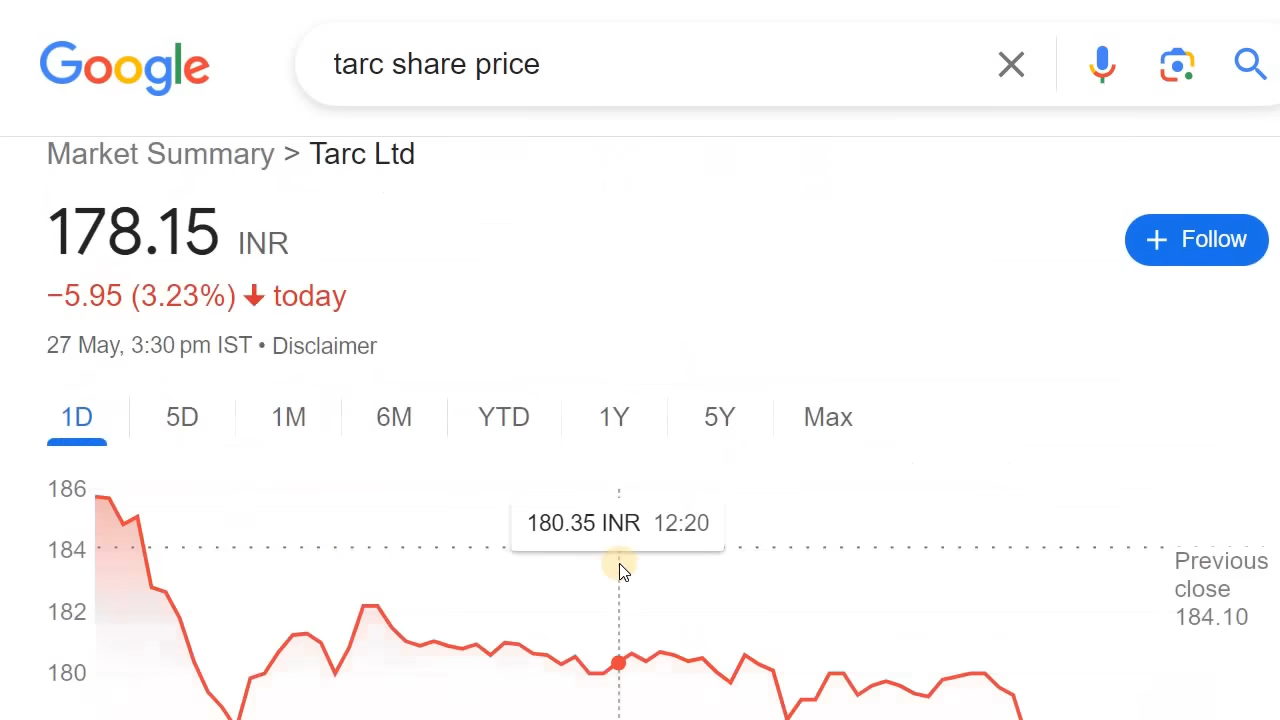 Google
tarc share price
Market Summary > Tarc Ltd
178.15 INR
+ Follow
−5.95 (3.23%) ↓ today
27 May, 3:30 pm IST • Disclaimer
1D 5D 1M 6M YTD 1Y 5Y Max
186
180.35 INR 12:20
184
Previous
close
184.10
182
180